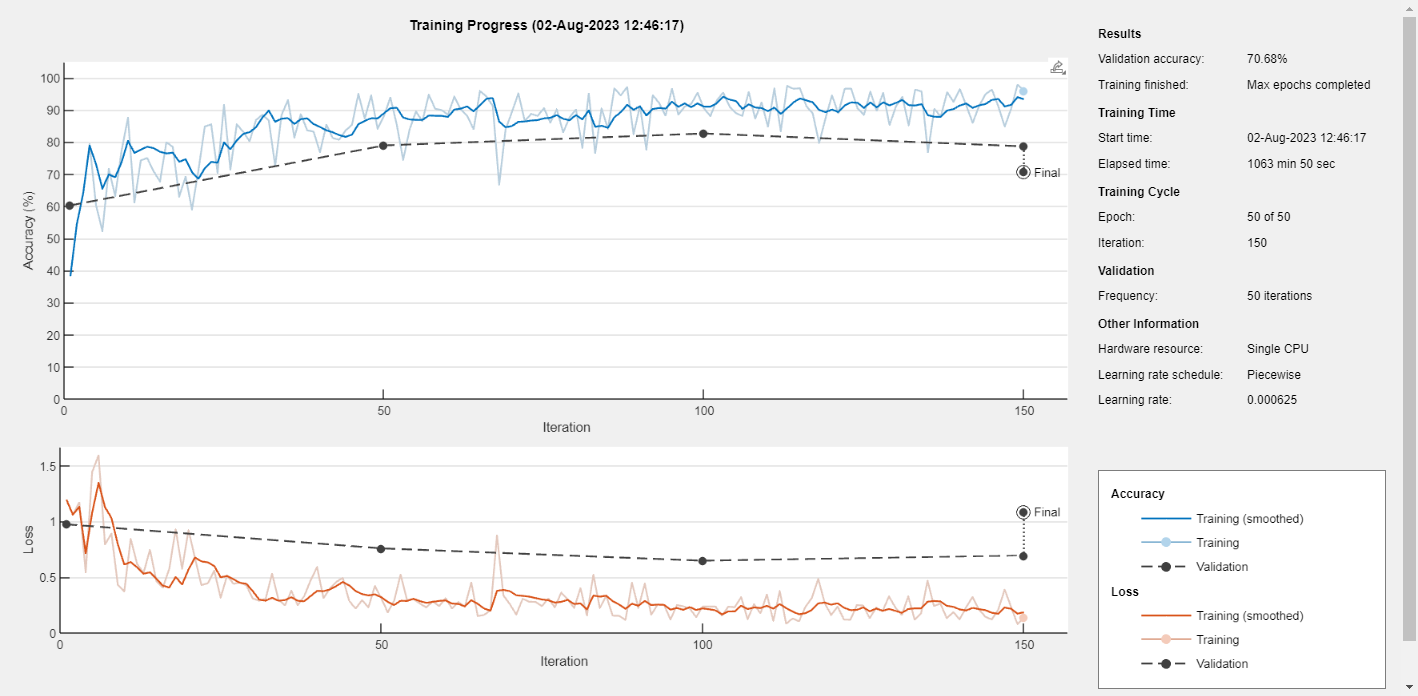 Training Progress (02-Aug-2023 12:46:17)
100
90
80
70
60
50
40
30
20
10
0
Accuracy (%)
Final
0 50 100 150
Iteration
1.5
1
0.5
0
Loss
Final
0 50 100 150
Iteration
Results
Validation accuracy: 70.68%
Training finished: Max epochs completed
Training Time
Start time: 02-Aug-2023 12:46:17
Elapsed time: 1063 min 50 sec
Training Cycle
Epoch: 50 of 50
Iteration: 150
Validation
Frequency: 50 iterations
Other Information
Hardware resource: Single CPU
Learning rate schedule: Piecewise
Learning rate: 0.000625
Accuracy
Training (smoothed)
Training
Validation
Loss
Training (smoothed)
Training
Validation